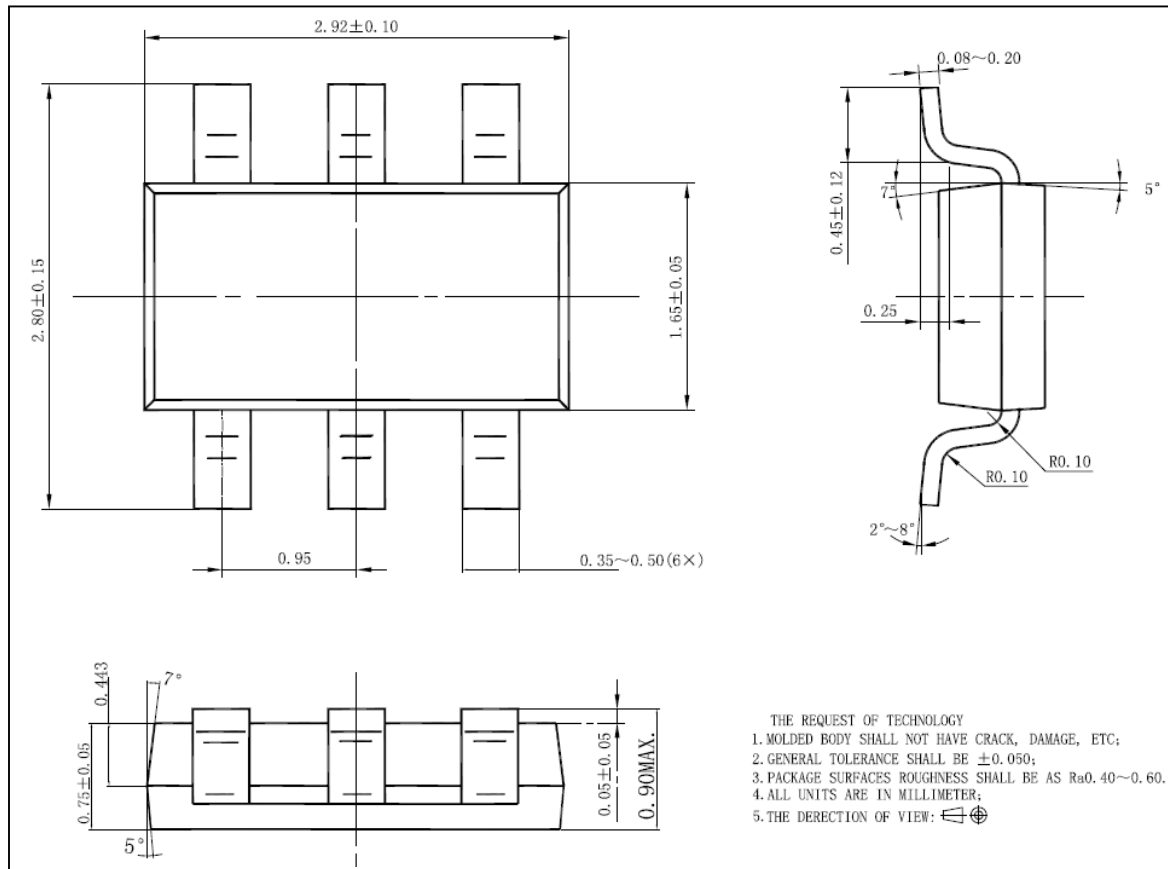 2.92±0.10
0.08~0.20
2.80±0.15
1.65±0.05
0.45±0.12
7°
5°
0.25
R0.10
R0.10
2°~8°
0.95
0.35~0.50(6×)
0.443
7°
0.75±0.05
5°
0.05±0.05
0.90MAX.
THE REQUEST OF TECHNOLOGY
1. MOLDED BODY SHALL NOT HAVE CRACK, DAMAGE, ETC;
2. GENERAL TOLERANCE SHALL BE ±0.050;
3. PACKAGE SURFACES ROUGHNESS SHALL BE AS Ra0.40~0.60.
4. ALL UNITS ARE IN MILLIMETER;
5. THE DERECTION OF VIEW: